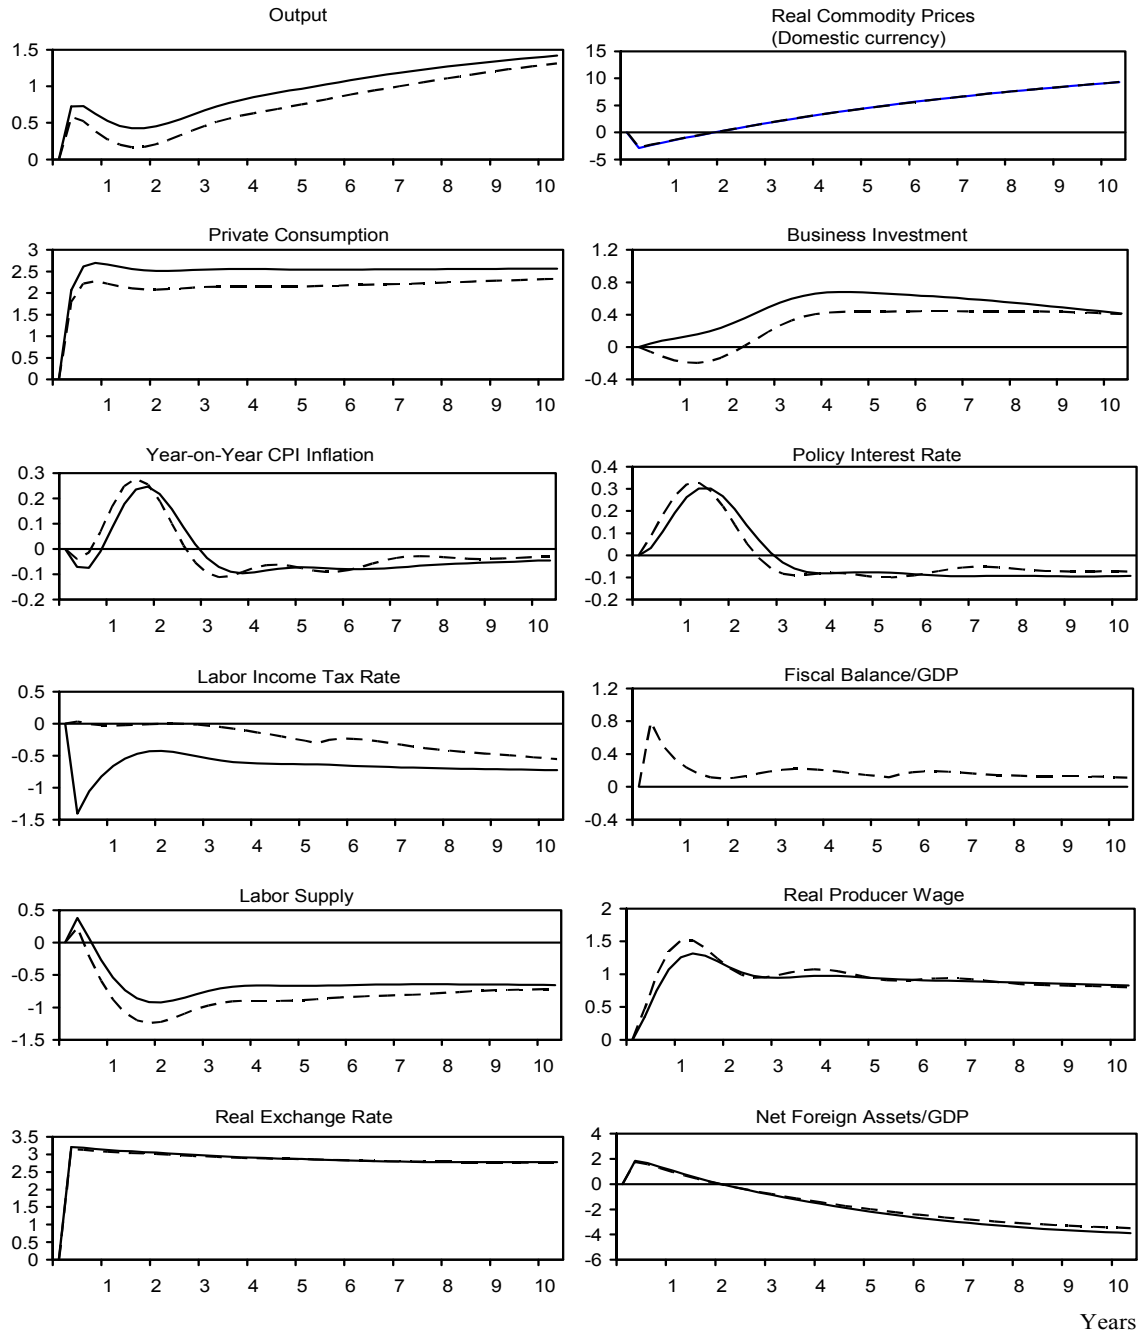 Output
Real Commodity Prices
(Domestic currency)
1.5
1
0.5
0
1 2 3 4 5 6 7 8 9 10
15
10
5
0
-5
1 2 3 4 5 6 7 8 9 10
Private Consumption
Business Investment
3
2.5
2
1.5
1
0.5
0
1 2 3 4 5 6 7 8 9 10
1.2
0.8
0.4
0
-0.4
1 2 3 4 5 6 7 8 9 10
Year-on-Year CPI Inflation
Policy Interest Rate
0.3
0.2
0.1
0
-0.1
-0.2
1 2 3 4 5 6 7 8 9 10
0.4
0.3
0.2
0.1
0
-0.1
-0.2
1 2 3 4 5 6 7 8 9 10
Labor Income Tax Rate
Fiscal Balance/GDP
0.5
0
-0.5
-1
-1.5
1 2 3 4 5 6 7 8 9 10
1.2
0.8
0.4
0
-0.4
1 2 3 4 5 6 7 8 9 10
Labor Supply
Real Producer Wage
0.5
0
-0.5
-1
-1.5
1 2 3 4 5 6 7 8 9 10
2
1.5
1
0.5
0
1 2 3 4 5 6 7 8 9 10
Real Exchange Rate
Net Foreign Assets/GDP
3.5
3
2.5
2
1.5
1
0.5
0
1 2 3 4 5 6 7 8 9 10
4
2
0
-2
-4
-6
1 2 3 4 5 6 7 8 9 10
Years